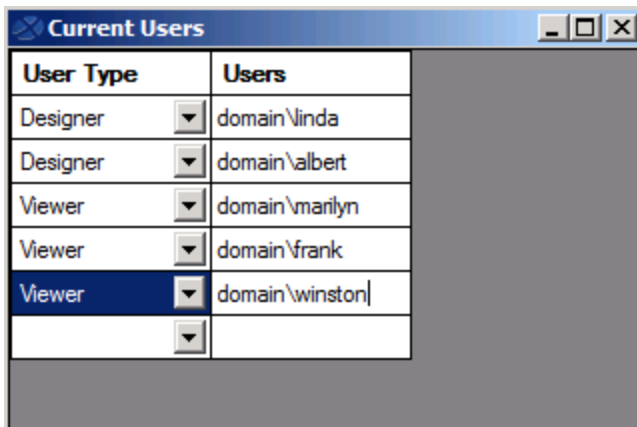 Current Users
User Type Users
Designer domain\linda
Designer domain\albert
Viewer domain\marilyn
Viewer domain\frank
Viewer domain\winston